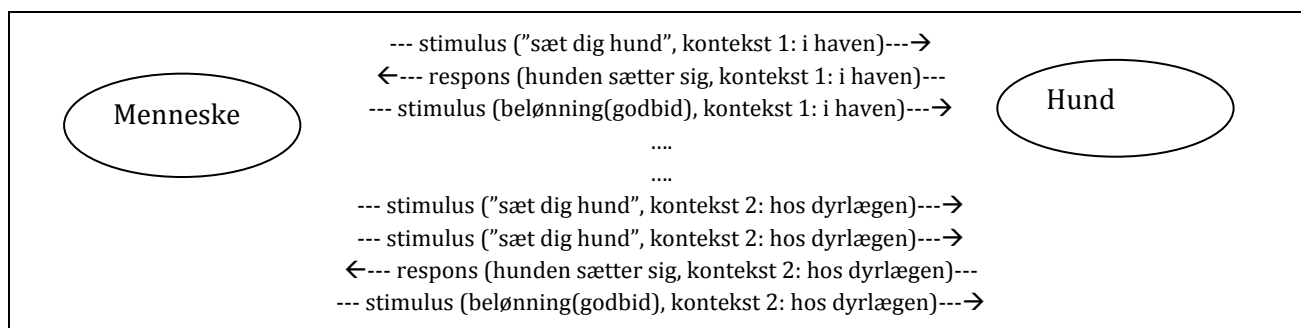 --- stimulus (”sæt dig hund”, kontekst 1: i haven)---→
←--- respons (hunden sætter sig, kontekst 1: i haven)---
--- stimulus (belønning(godbid), kontekst 1: i haven)---→
Menneske
Hund
....
....
--- stimulus (”sæt dig hund”, kontekst 2: hos dyrlægen)---→
--- stimulus (”sæt dig hund”, kontekst 2: hos dyrlægen)---→
←--- respons (hunden sætter sig, kontekst 2: hos dyrlægen)---
--- stimulus (belønning(godbid), kontekst 2: hos dyrlægen)---→